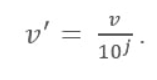 v′ = v/10^j .